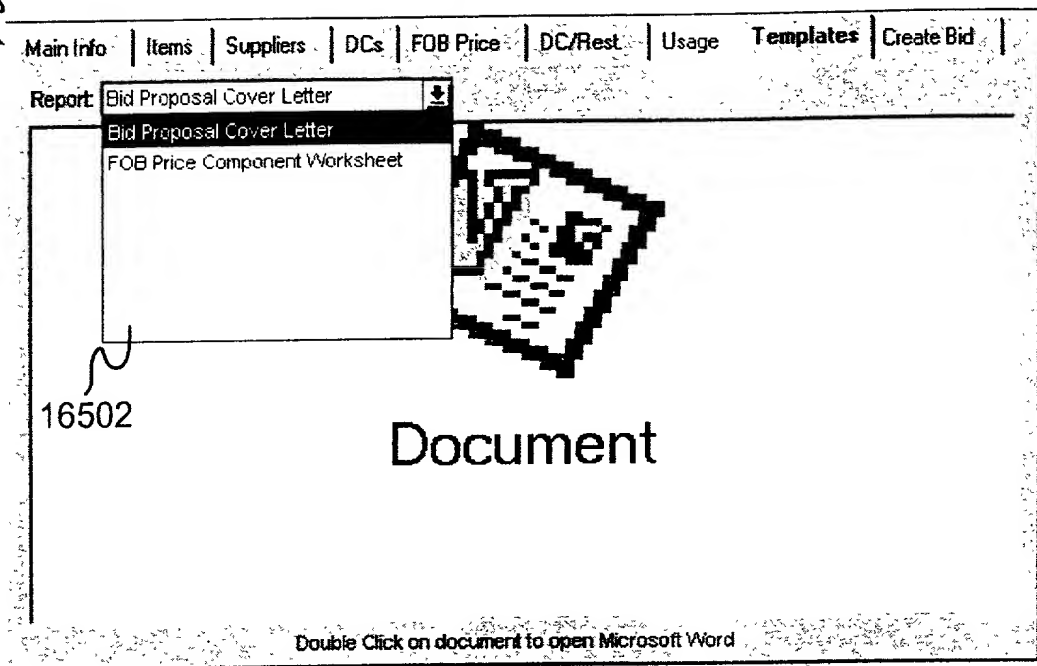 Main Info Items Suppliers DCs FOB Price DC/Rest. Usage Templates Create Bid
Report: Bid Proposal Cover Letter
Bid Proposal Cover Letter
FOB Price Component Worksheet
16502
Document
Double Click on document to open Microsoft Word